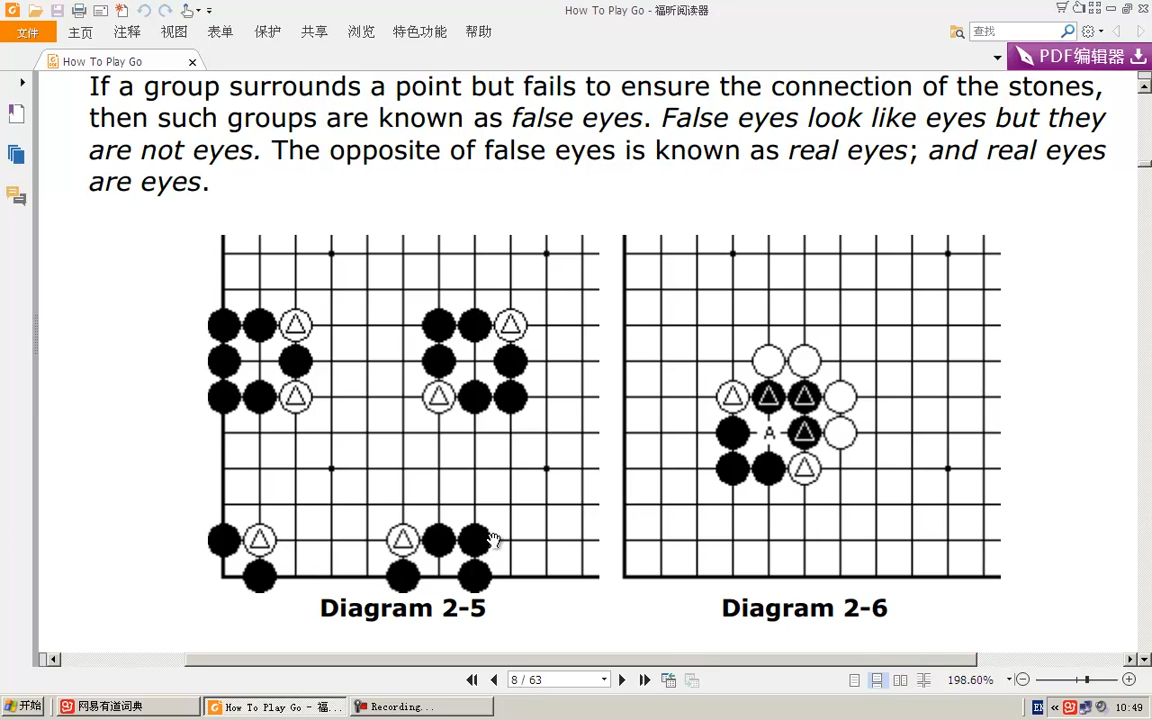 How To Play Go - 福昕阅读器
文件 主页 注释 视图 表单 保护 共享 浏览 特色功能 帮助
查找
How To Play Go
PDF编辑器
If a group surrounds a point but fails to ensure the connection of the stones,
then such groups are known as false eyes. False eyes look like eyes but they
are not eyes. The opposite of false eyes is known as real eyes; and real eyes
are eyes.
A
Diagram 2-5 Diagram 2-6
8 / 63
198.60%
开始 网易有道词典 How To Play Go - 福... Recording... EN 10:49